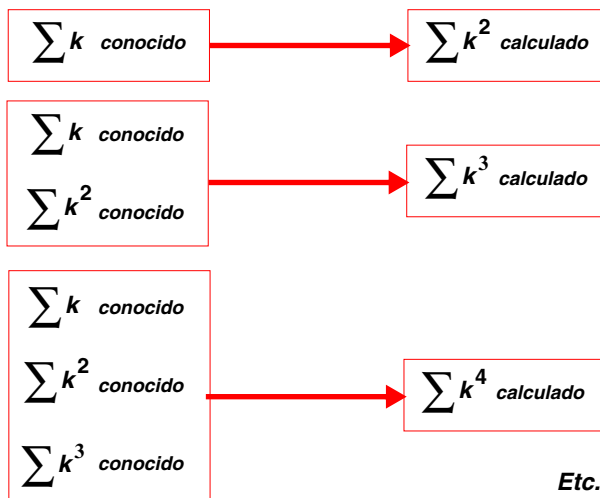 ∑k conocido
∑k² calculado
∑k conocido
∑k² conocido
∑k³ calculado
∑k conocido
∑k² conocido
∑k³ conocido
∑k⁴ calculado
Etc.